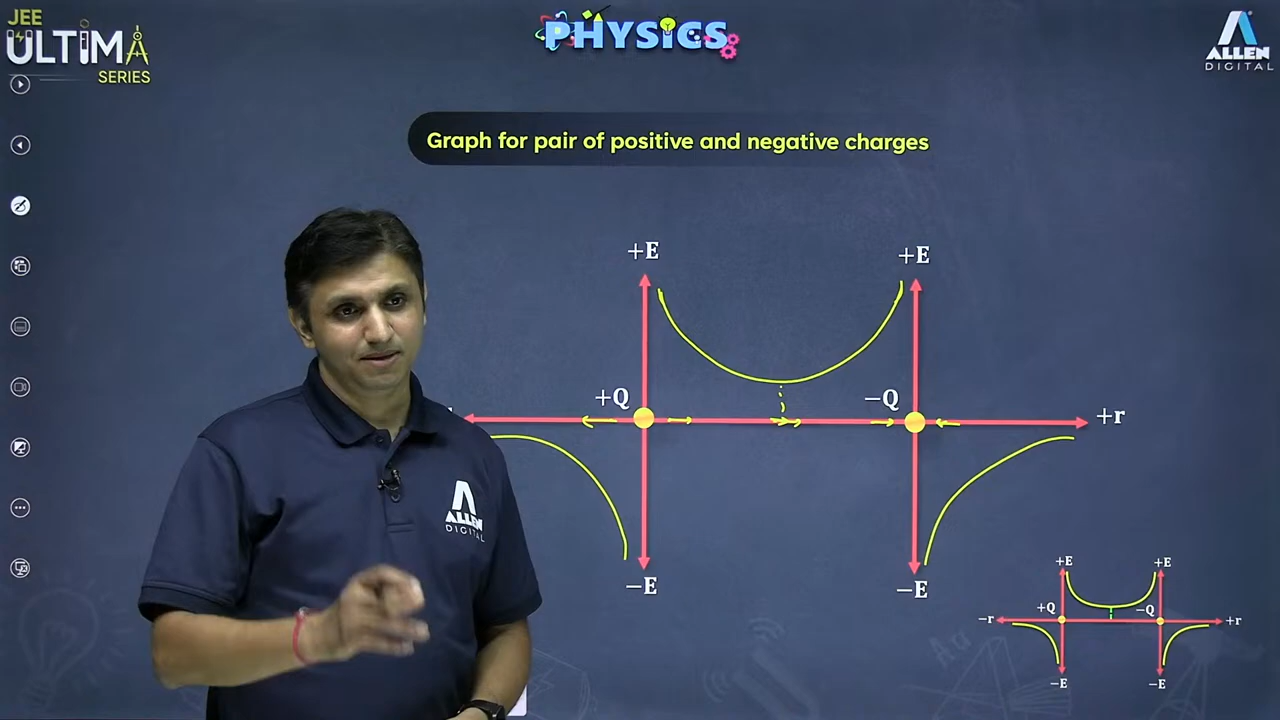 JEE
ULTIMA
SERIES
PHYSICS
ALLEN
DIGITAL
Graph for pair of positive and negative charges
+E
+E
+Q
−Q
+r
−E
−E
ALLEN
DIGITAL
+E
+E
+Q
−Q
−r
+r
−E
−E